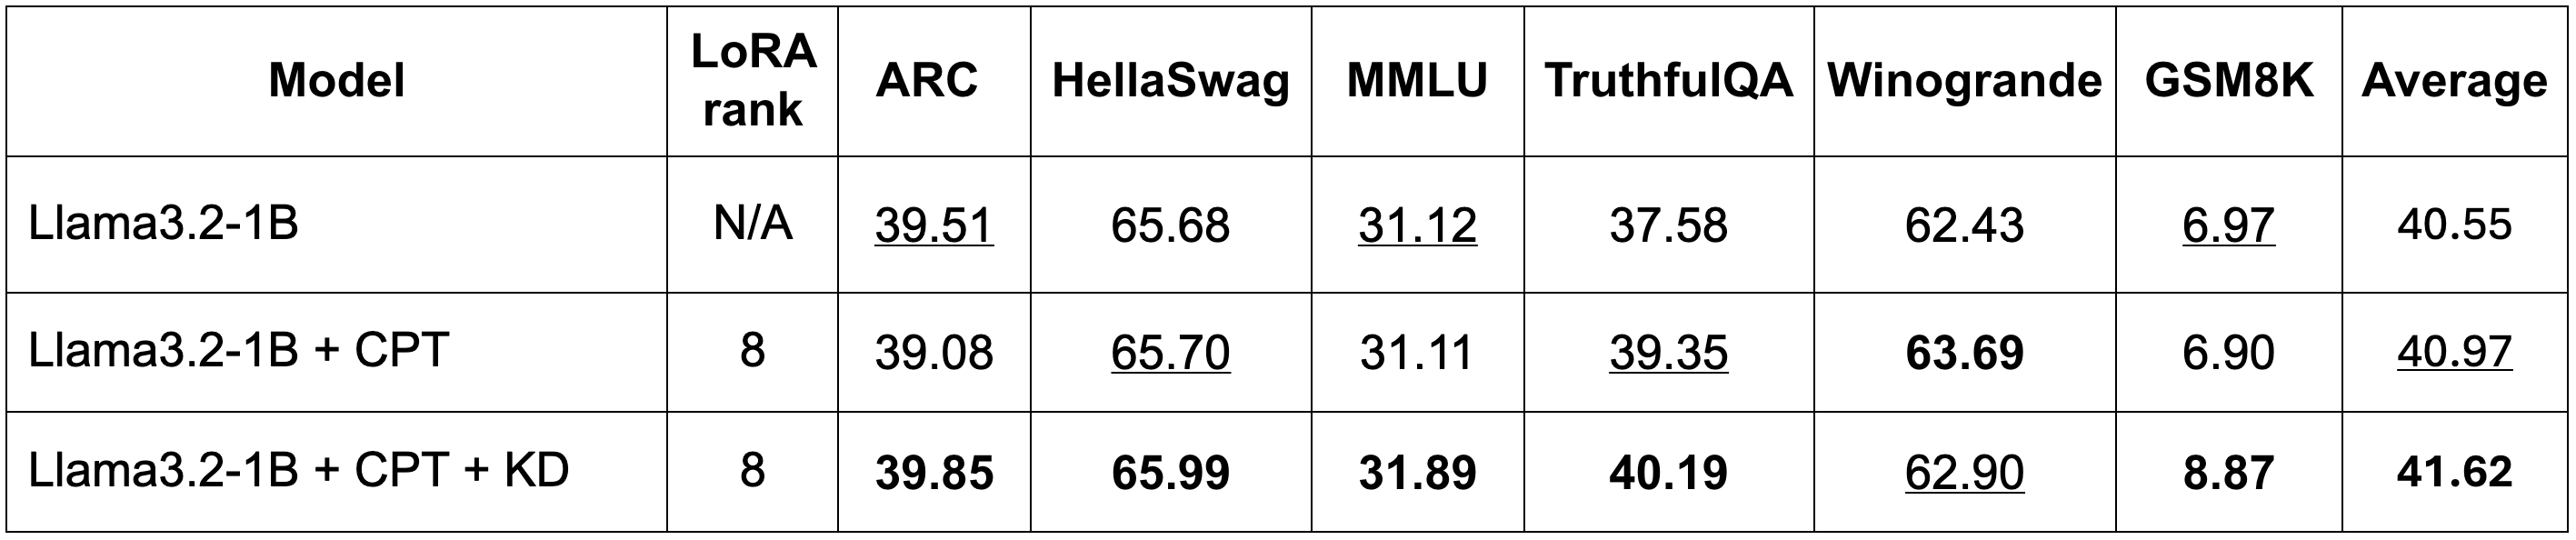 Model LoRA rank ARC HellaSwag MMLU TruthfulQA Winogrande GSM8K Average
Llama3.2-1B N/A 39.51 65.68 31.12 37.58 62.43 6.97 40.55
Llama3.2-1B + CPT 8 39.08 65.70 31.11 39.35 63.69 6.90 40.97
Llama3.2-1B + CPT + KD 8 39.85 65.99 31.89 40.19 62.90 8.87 41.62